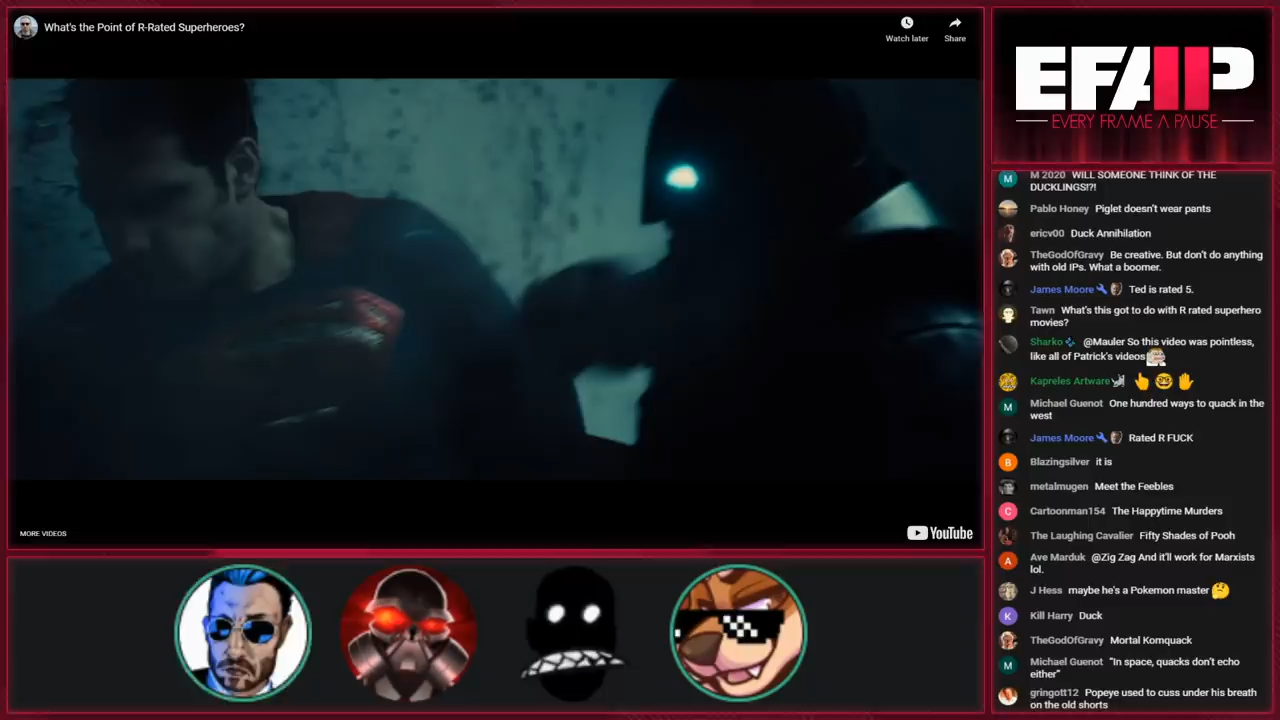 What's the Point of R-Rated Superheroes?
Watch later
Share
MORE VIDEOS
YouTube
EFAP
EVERY FRAME A PAUSE
M 2020 WILL SOMEONE THINK OF THE
DUCKLINGS!?!
Pablo Honey Piglet doesn't wear pants
ericv00 Duck Annihilation
TheGodOfGravy Be creative. But don't do anything
with old IPs. What a boomer.
James Moore Ted is rated 5.
Tawn What's this got to do with R rated superhero
movies?
Sharko @Mauler So this video was pointless,
like all of Patrick's videos
Kapreles Artware 👆 🤓 ✋
Michael Guenot One hundred ways to quack in the
west
James Moore Rated R FUCK
Blazingsilver it is
metalmugen Meet the Feebles
Cartoonman154 The Happytime Murders
The Laughing Cavalier Fifty Shades of Pooh
Ave Marduk @Zig Zag And it'll work for Marxists
lol.
J Hess maybe he's a Pokemon master 🤔
Kill Harry Duck
TheGodOfGravy Mortal Komquack
Michael Guenot "In space, quacks don't echo
either"
gringott12 Popeye used to cuss under his breath
on the old shorts